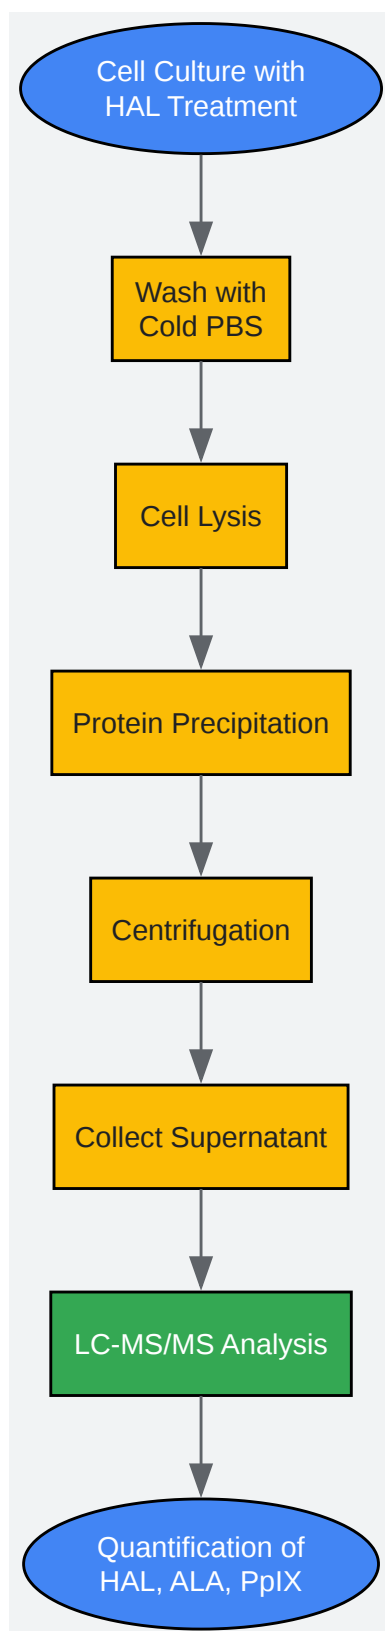 Cell Culture with
HAL Treatment
Wash with
Cold PBS
Cell Lysis
Protein Precipitation
Centrifugation
Collect Supernatant
LC-MS/MS Analysis
Quantification of
HAL, ALA, PpIX